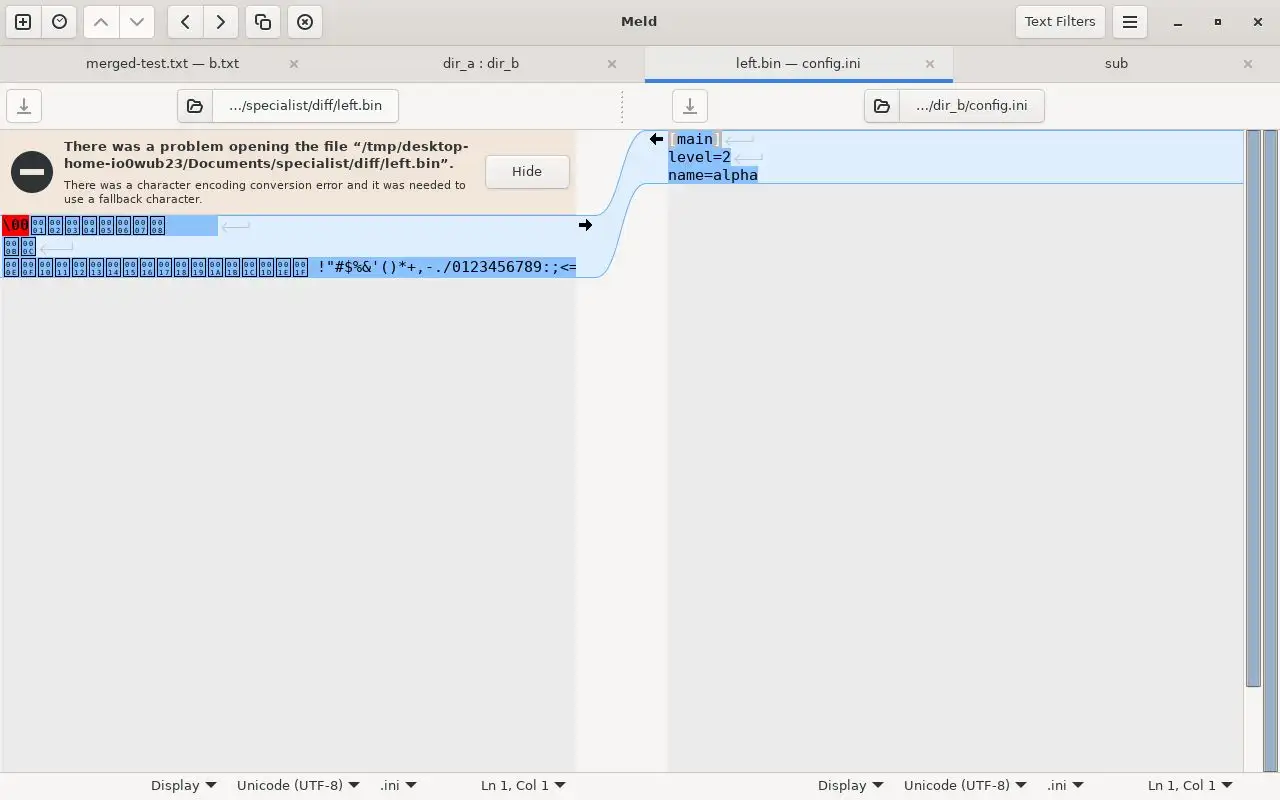 Meld
Text Filters
merged-test.txt — b.txt
dir_a : dir_b
left.bin — config.ini
sub
.../specialist/diff/left.bin
.../dir_b/config.ini
There was a problem opening the file “/tmp/desktop-
home-io0wub23/Documents/specialist/diff/left.bin”.
There was a character encoding conversion error and it was needed to
use a fallback character.
Hide
\00
!"#$%&'()*+,-./0123456789:;<=
[main]
level=2
name=alpha
Display
Unicode (UTF-8)
.ini
Ln 1, Col 1
Display
Unicode (UTF-8)
.ini
Ln 1, Col 1